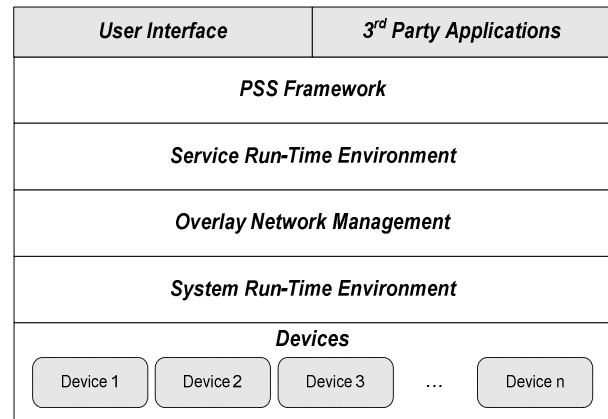 User Interface
3rd Party Applications
PSS Framework
Service Run-Time Environment
Overlay Network Management
System Run-Time Environment
Devices
Device 1 Device 2 Device 3 ... Device n